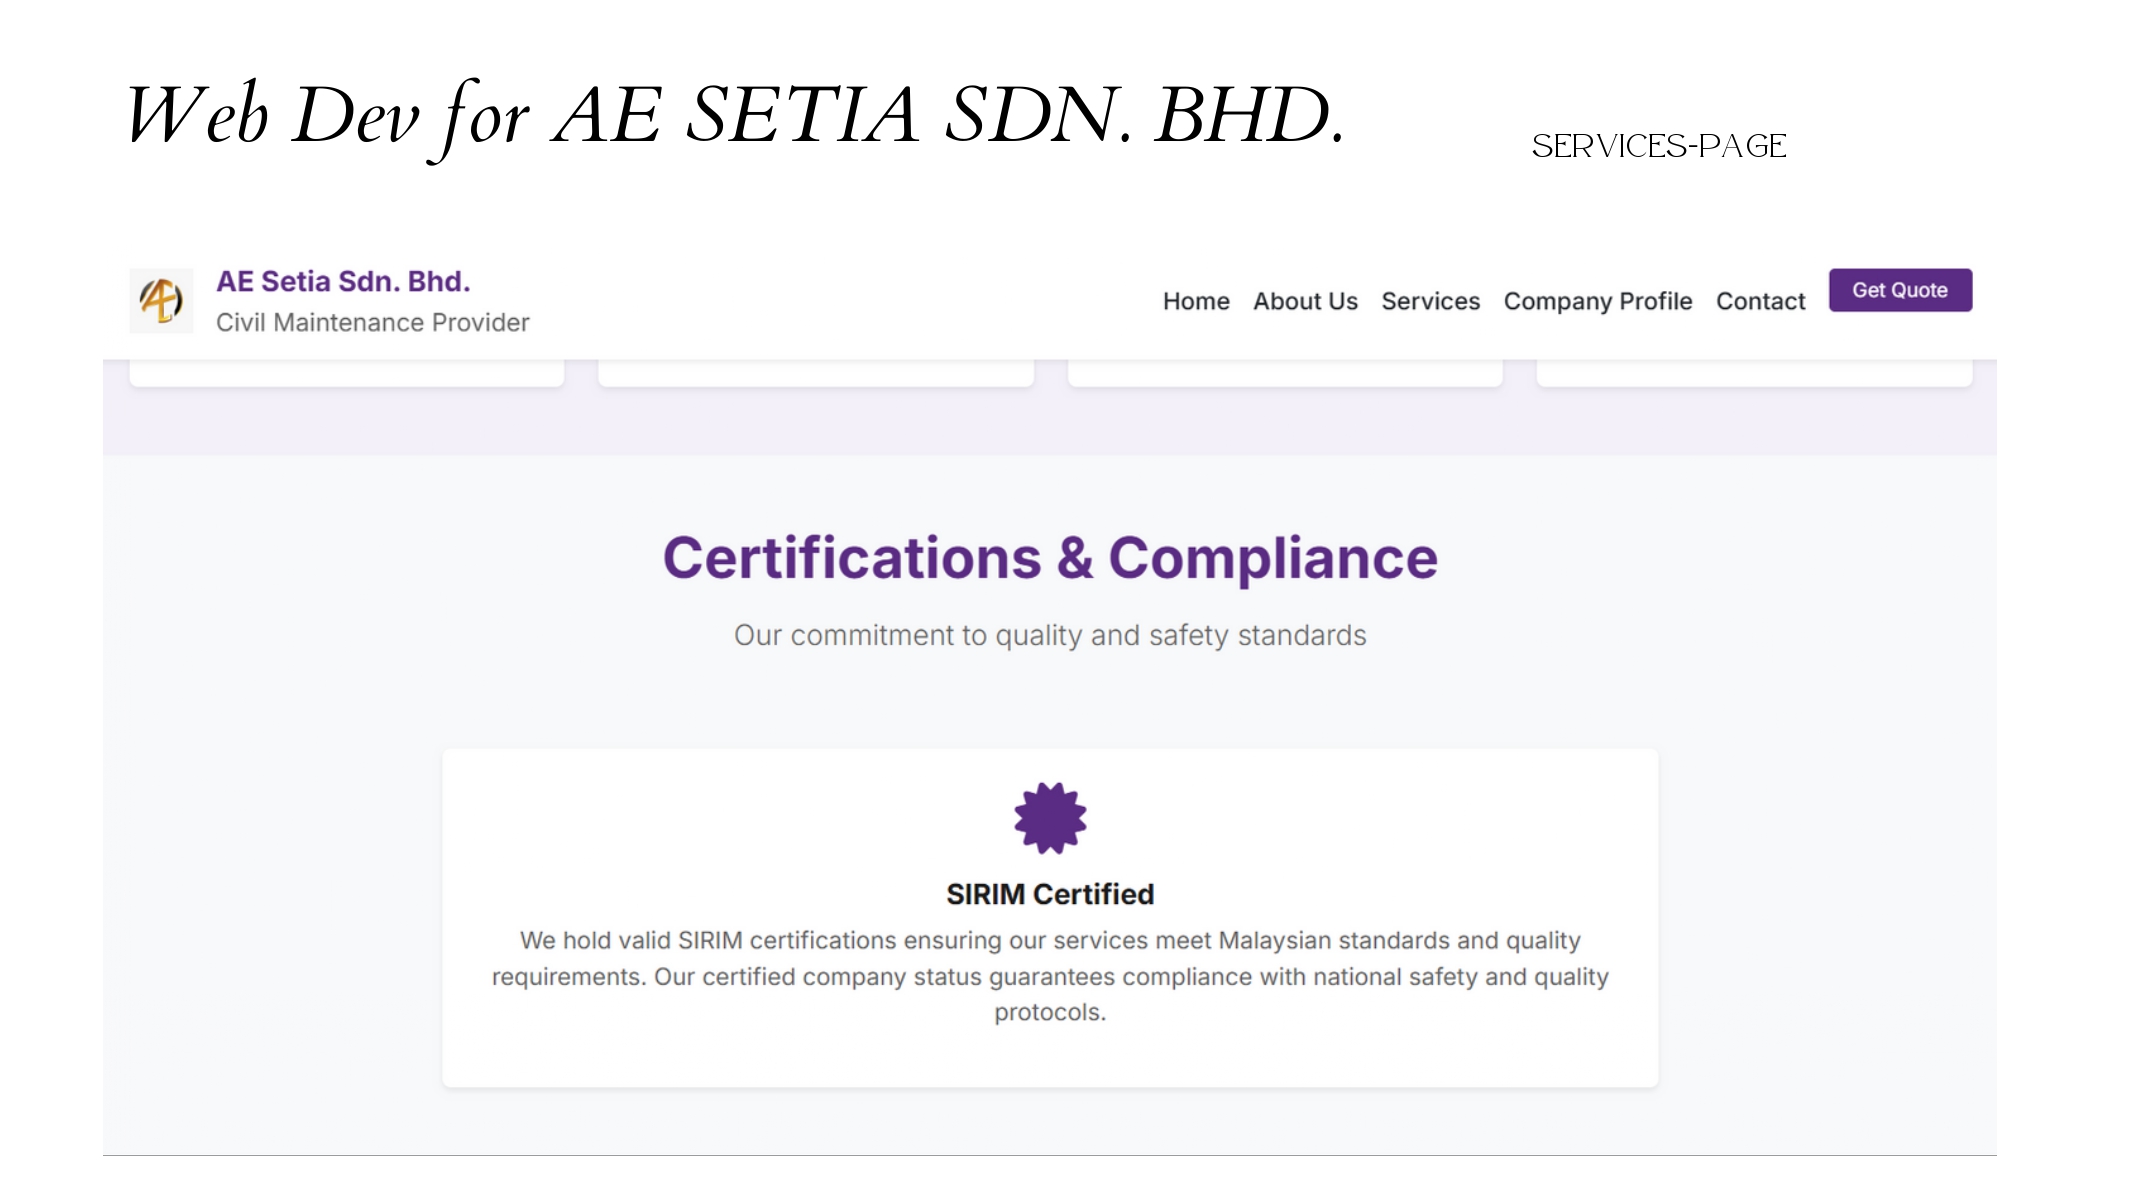 Web Dev for AE SETIA SDN. BHD.
SERVICES-PAGE
AE Setia Sdn. Bhd.
Civil Maintenance Provider
Home About Us Services Company Profile Contact Get Quote
Certifications & Compliance
Our commitment to quality and safety standards
SIRIM Certified
We hold valid SIRIM certifications ensuring our services meet Malaysian standards and quality
requirements. Our certified company status guarantees compliance with national safety and quality
protocols.